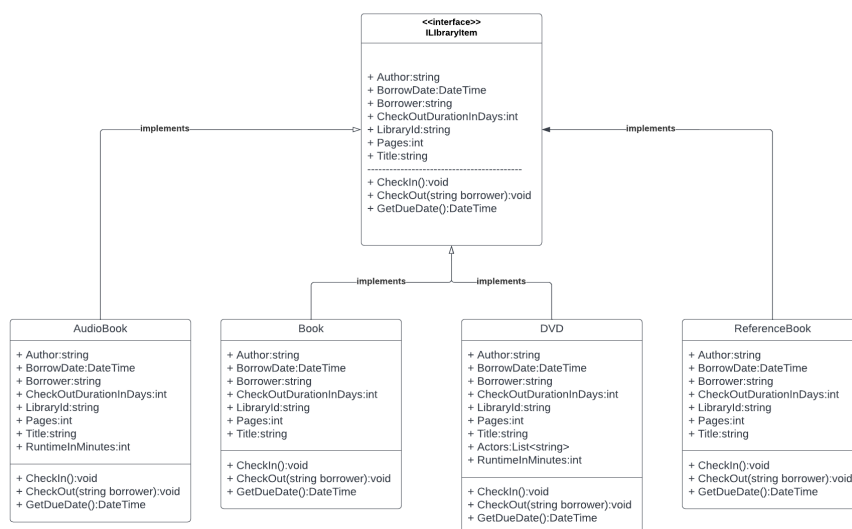 <<interface>>
ILIbraryItem
+ Author:string
+ BorrowDate:DateTime
+ Borrower:string
+ CheckOutDurationInDays:int
+ LibraryId:string
+ Pages:int
+ Title:string
+ CheckIn():void
+ CheckOut(string borrower):void
+ GetDueDate():DateTime
implements
implements
implements
implements
AudioBook
+ Author:string
+ BorrowDate:DateTime
+ Borrower:string
+ CheckOutDurationInDays:int
+ LibraryId:string
+ Pages:int
+ Title:string
+ RuntimeInMinutes:int
+ CheckIn():void
+ CheckOut(string borrower):void
+ GetDueDate():DateTime
Book
+ Author:string
+ BorrowDate:DateTime
+ Borrower:string
+ CheckOutDurationInDays:int
+ LibraryId:string
+ Pages:int
+ Title:string
+ CheckIn():void
+ CheckOut(string borrower):void
+ GetDueDate():DateTime
DVD
+ Author:string
+ BorrowDate:DateTime
+ Borrower:string
+ CheckOutDurationInDays:int
+ LibraryId:string
+ Pages:int
+ Title:string
+ Actors:List<string>
+ RuntimeInMinutes:int
+ CheckIn():void
+ CheckOut(string borrower):void
+ GetDueDate():DateTime
ReferenceBook
+ Author:string
+ BorrowDate:DateTime
+ Borrower:string
+ CheckOutDurationInDays:int
+ LibraryId:string
+ Pages:int
+ Title:string
+ CheckIn():void
+ CheckOut(string borrower):void
+ GetDueDate():DateTime